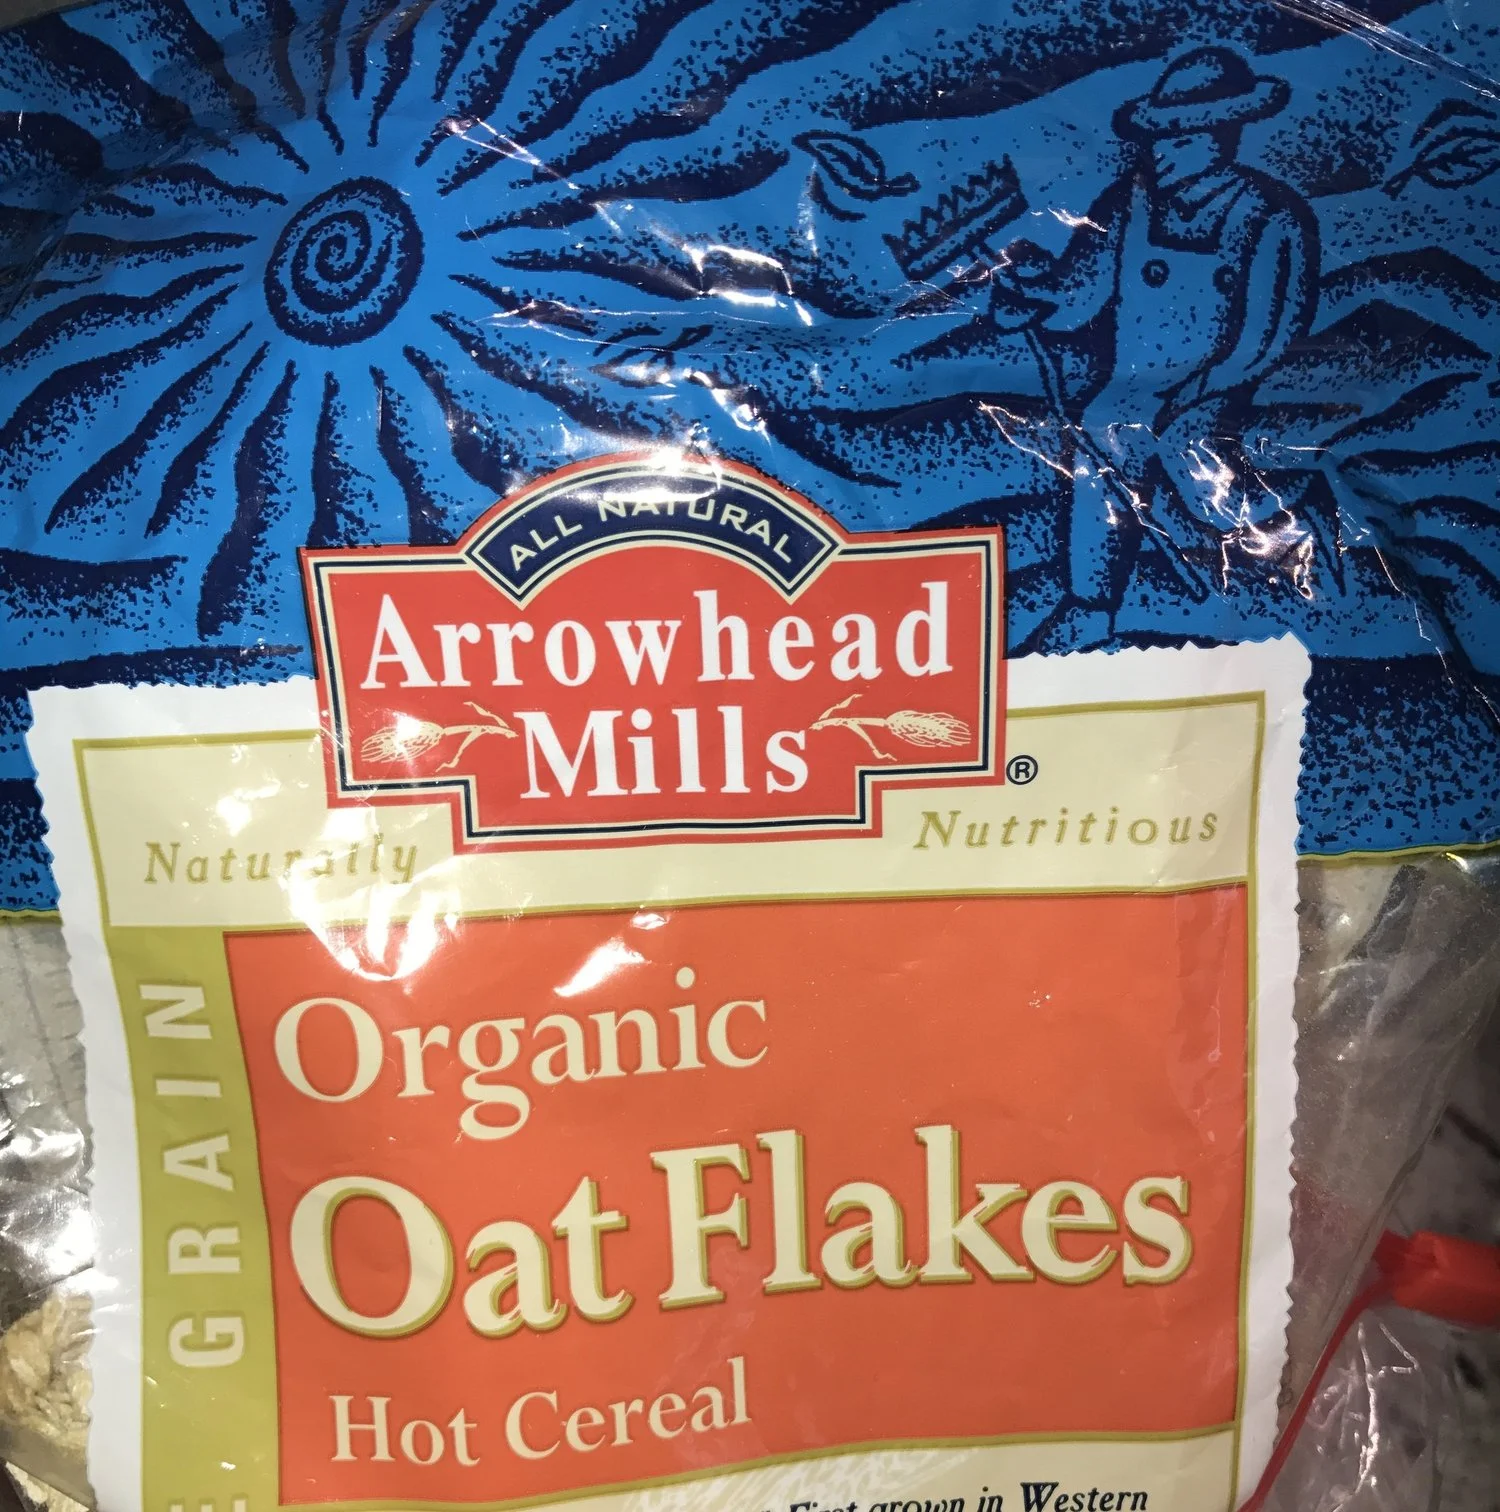 ALL NATURAL
Arrowhead
Mills
®
Naturally Nutritious
GRAIN
Organic
Oat Flakes
Hot Cereal
First grown in Western